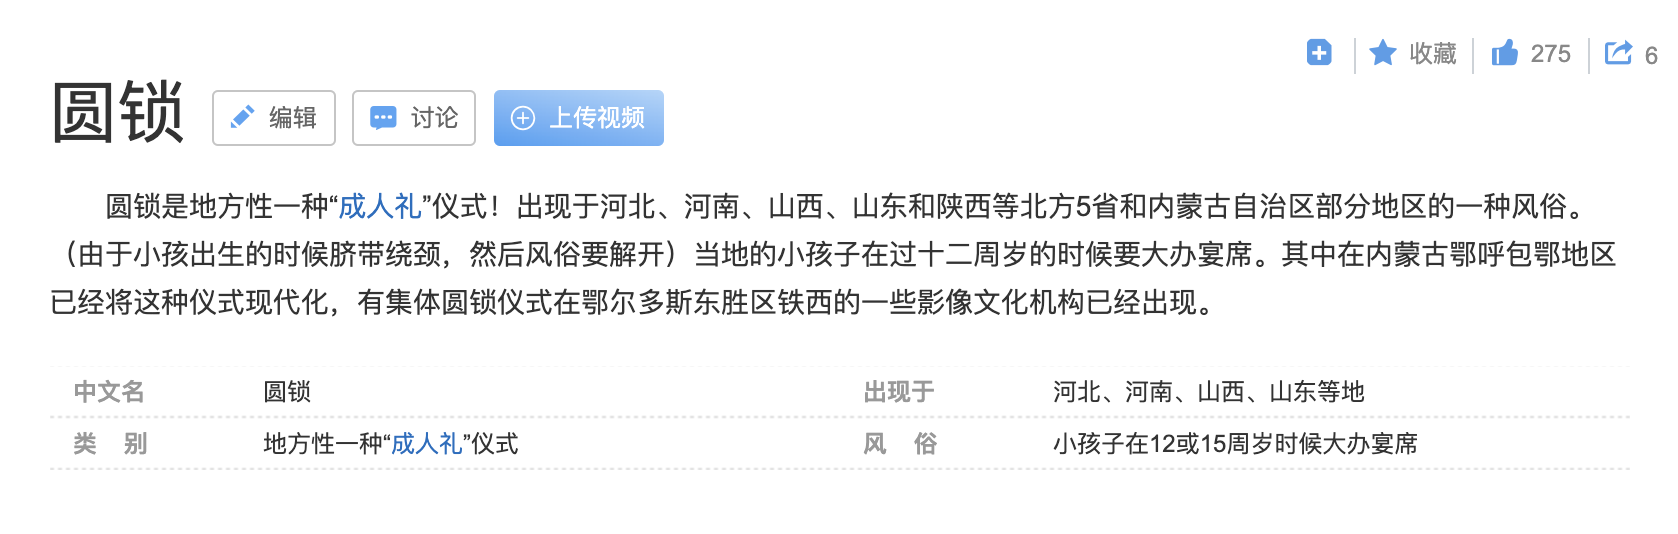 收藏 275 6
圆锁 编辑 讨论 上传视频
圆锁是地方性一种“成人礼”仪式！出现于河北、河南、山西、山东和陕西等北方5省和内蒙古自治区部分地区的一种风俗。
（由于小孩出生的时候脐带绕颈，然后风俗要解开）当地的小孩子在过十二周岁的时候要大办宴席。其中在内蒙古鄂呼包鄂地区
已经将这种仪式现代化，有集体圆锁仪式在鄂尔多斯东胜区铁西的一些影像文化机构已经出现。
中文名 圆锁 出现于 河北、河南、山西、山东等地
类 别 地方性一种“成人礼”仪式 风 俗 小孩子在12或15周岁时候大办宴席